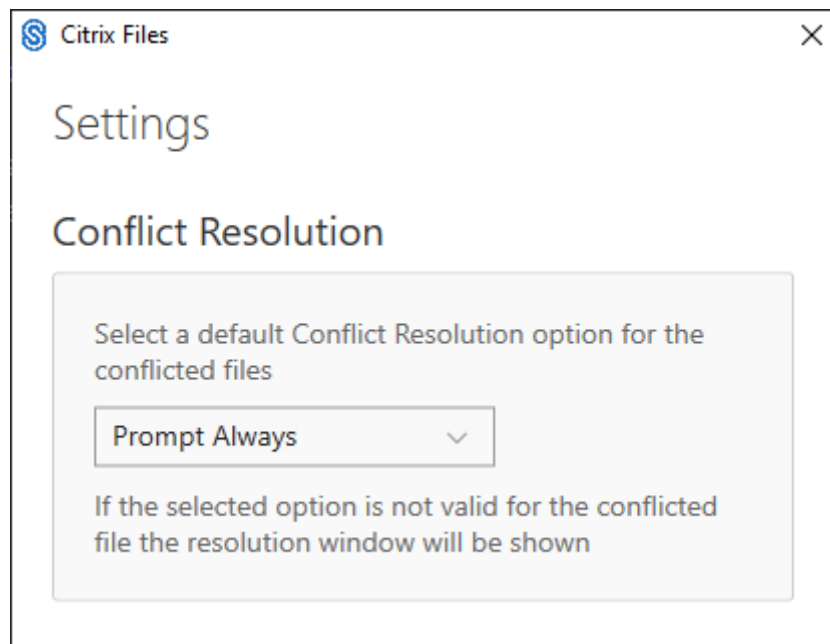 Citrix Files
Settings
Conflict Resolution
Select a default Conflict Resolution option for the
conflicted files
Prompt Always
If the selected option is not valid for the conflicted
file the resolution window will be shown